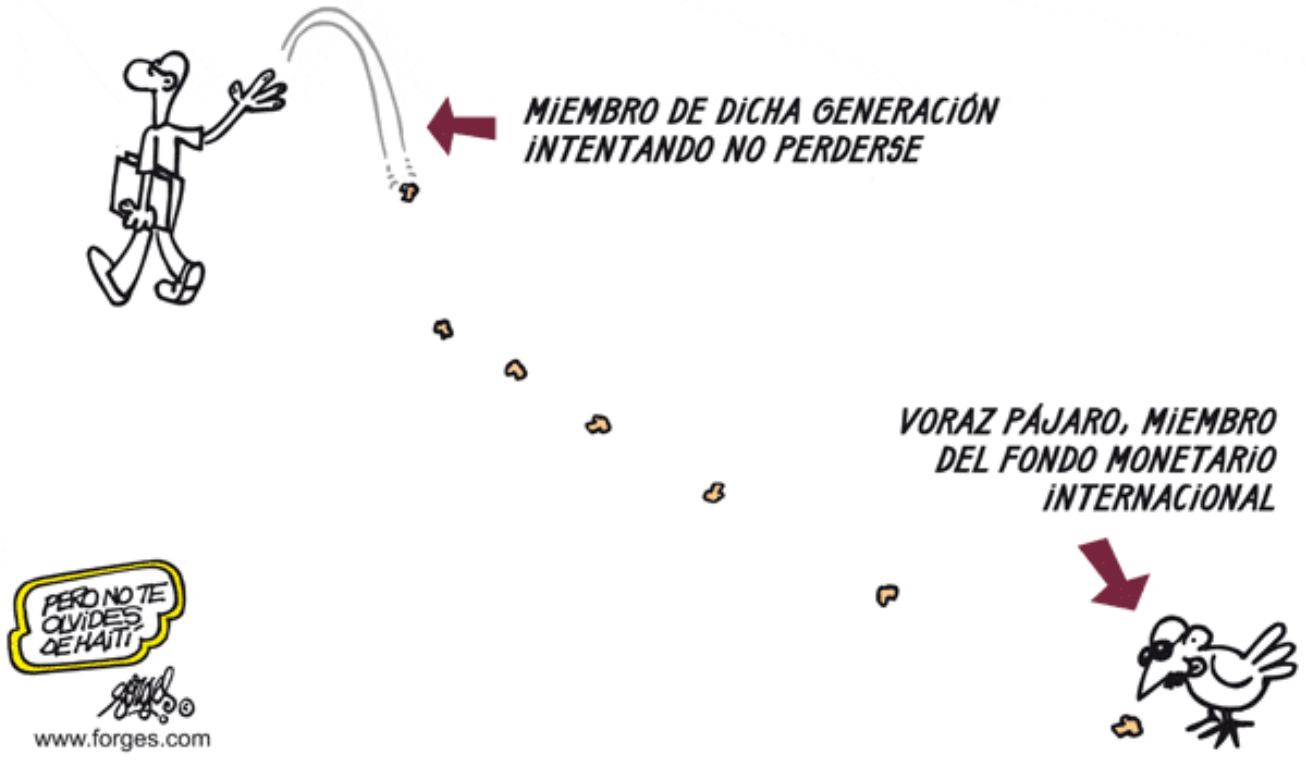 MiEMBRO DE DiCHA GENERACiÓN
iNTENTANDO NO PERDERSE
VORAZ PÁJARO, MiEMBRO
DEL FONDO MONETARiO
iNTERNACiONAL
PERO NO TE
OLViDES
DE HAiTÍ
forges ©
www.forges.com